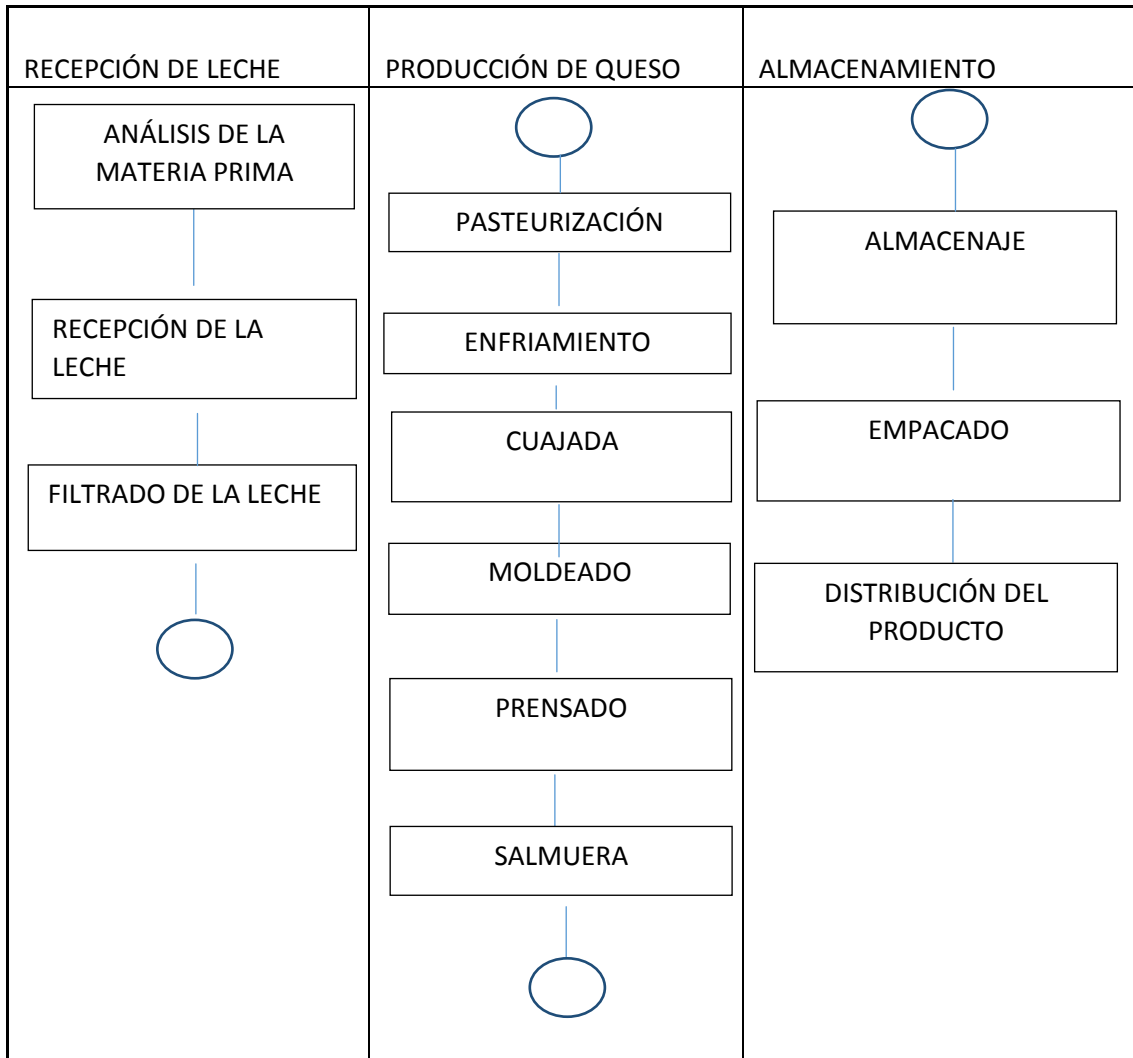 RECEPCIÓN DE LECHE
PRODUCCIÓN DE QUESO
ALMACENAMIENTO
ANÁLISIS DE LA
MATERIA PRIMA
RECEPCIÓN DE LA
LECHE
FILTRADO DE LA LECHE
PASTEURIZACIÓN
ENFRIAMIENTO
CUAJADA
MOLDEADO
PRENSADO
SALMUERA
ALMACENAJE
EMPACADO
DISTRIBUCIÓN DEL
PRODUCTO